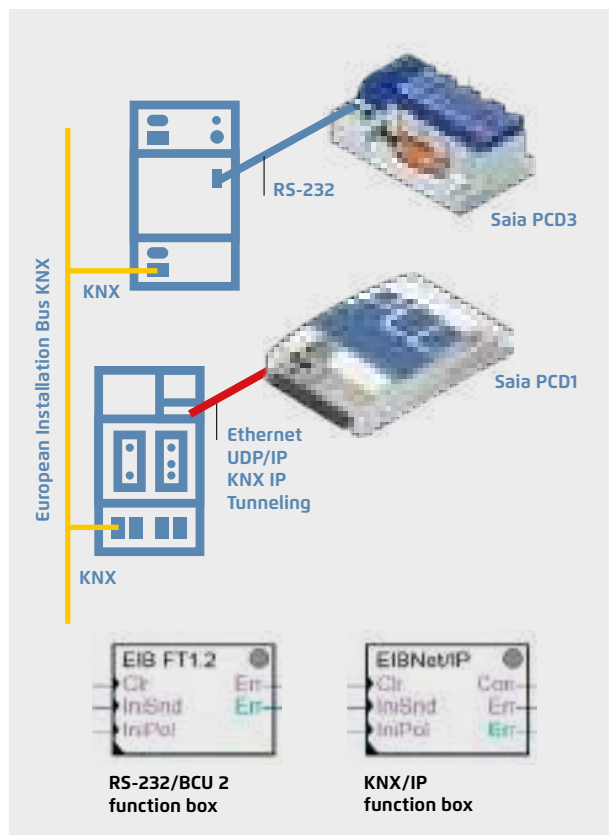 RS-232
Saia PCD3
European Installation Bus KNX
KNX
Saia PCD1
Ethernet
UDP/IP
KNX IP
Tunneling
KNX
EIB FT1.2
Clr
Err
IniSnd
Err
IniPol
EIBNet/IP
Clr
Con
IniSnd
Err
IniPol
Err
RS-232/BCU 2
function box
KNX/IP
function box